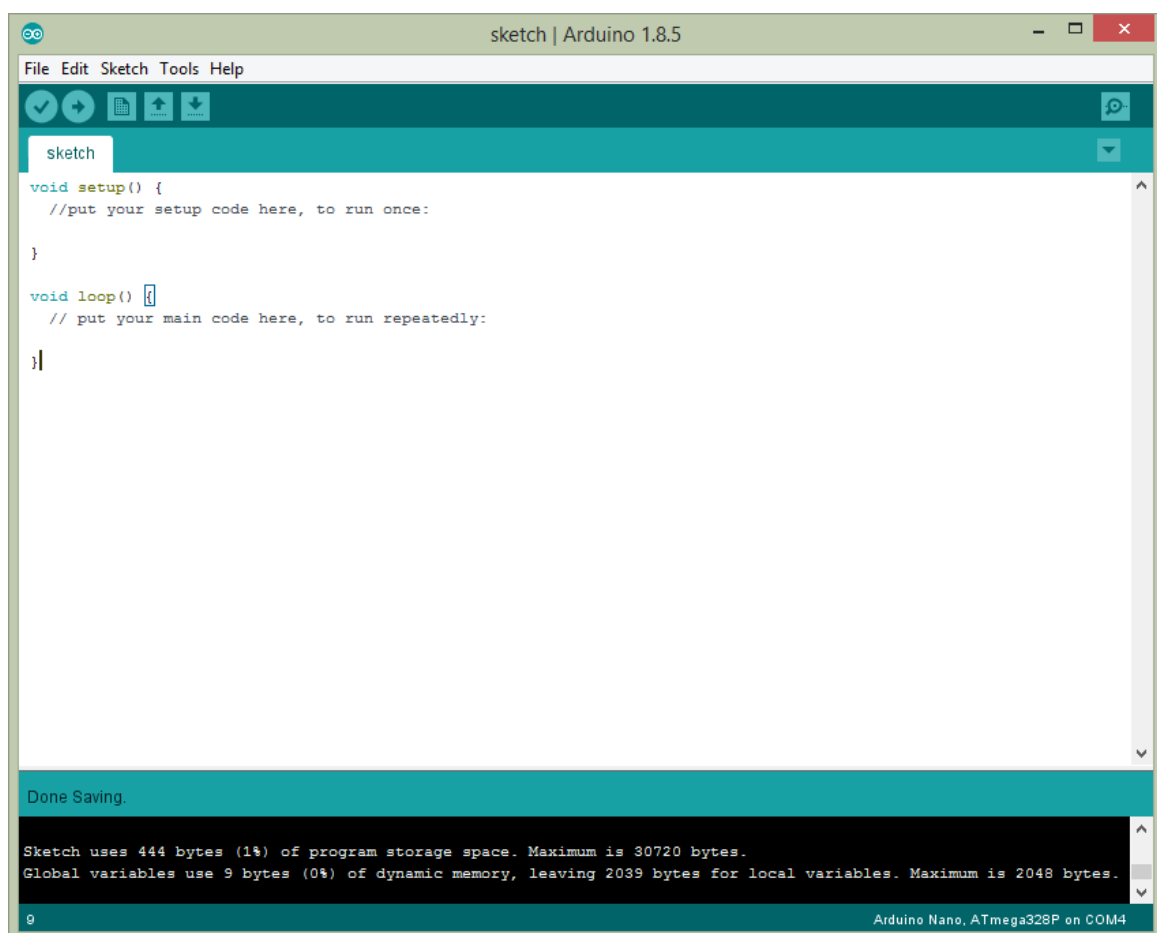 sketch | Arduino 1.8.5
File Edit Sketch Tools Help
sketch
void setup() {
  //put your setup code here, to run once:
}
void loop() {
  // put your main code here, to run repeatedly:
}
Done Saving.
Sketch uses 444 bytes (1%) of program storage space. Maximum is 30720 bytes.
Global variables use 9 bytes (0%) of dynamic memory, leaving 2039 bytes for local variables. Maximum is 2048 bytes.
9 Arduino Nano, ATmega328P on COM4